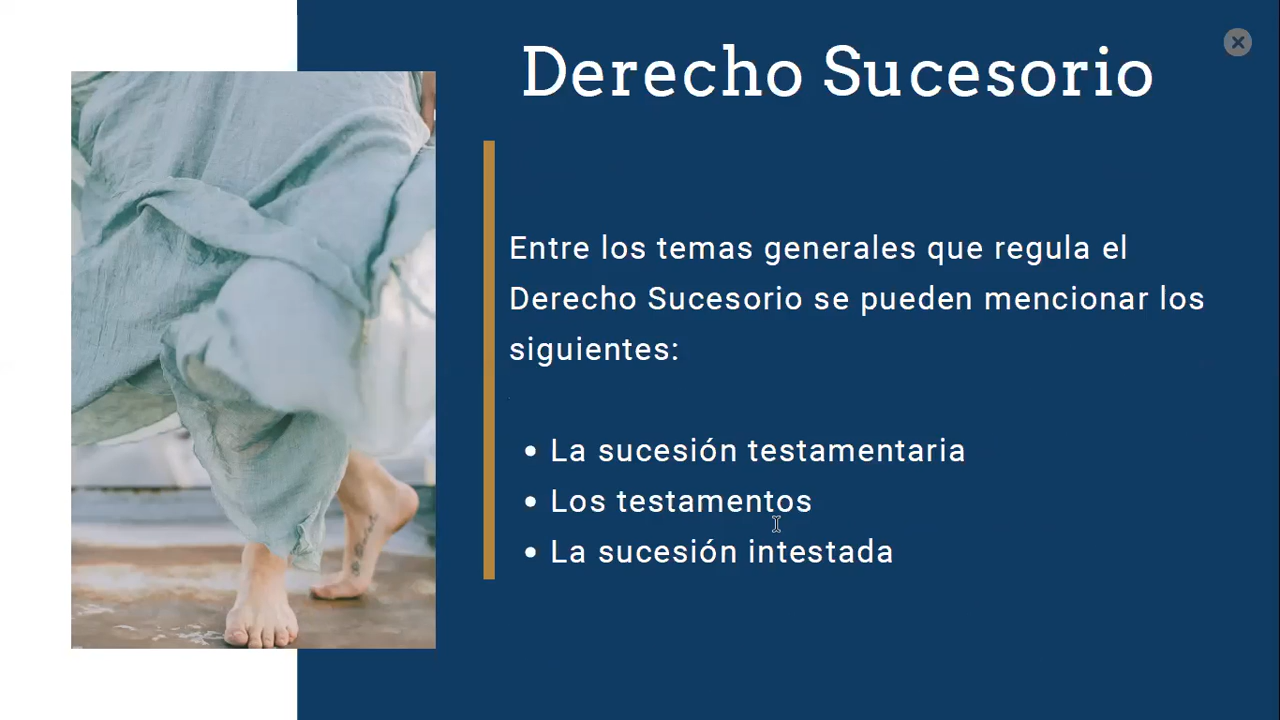 Derecho Sucesorio
Entre los temas generales que regula el
Derecho Sucesorio se pueden mencionar los
siguientes:
• La sucesión testamentaria
• Los testamentos
• La sucesión intestada